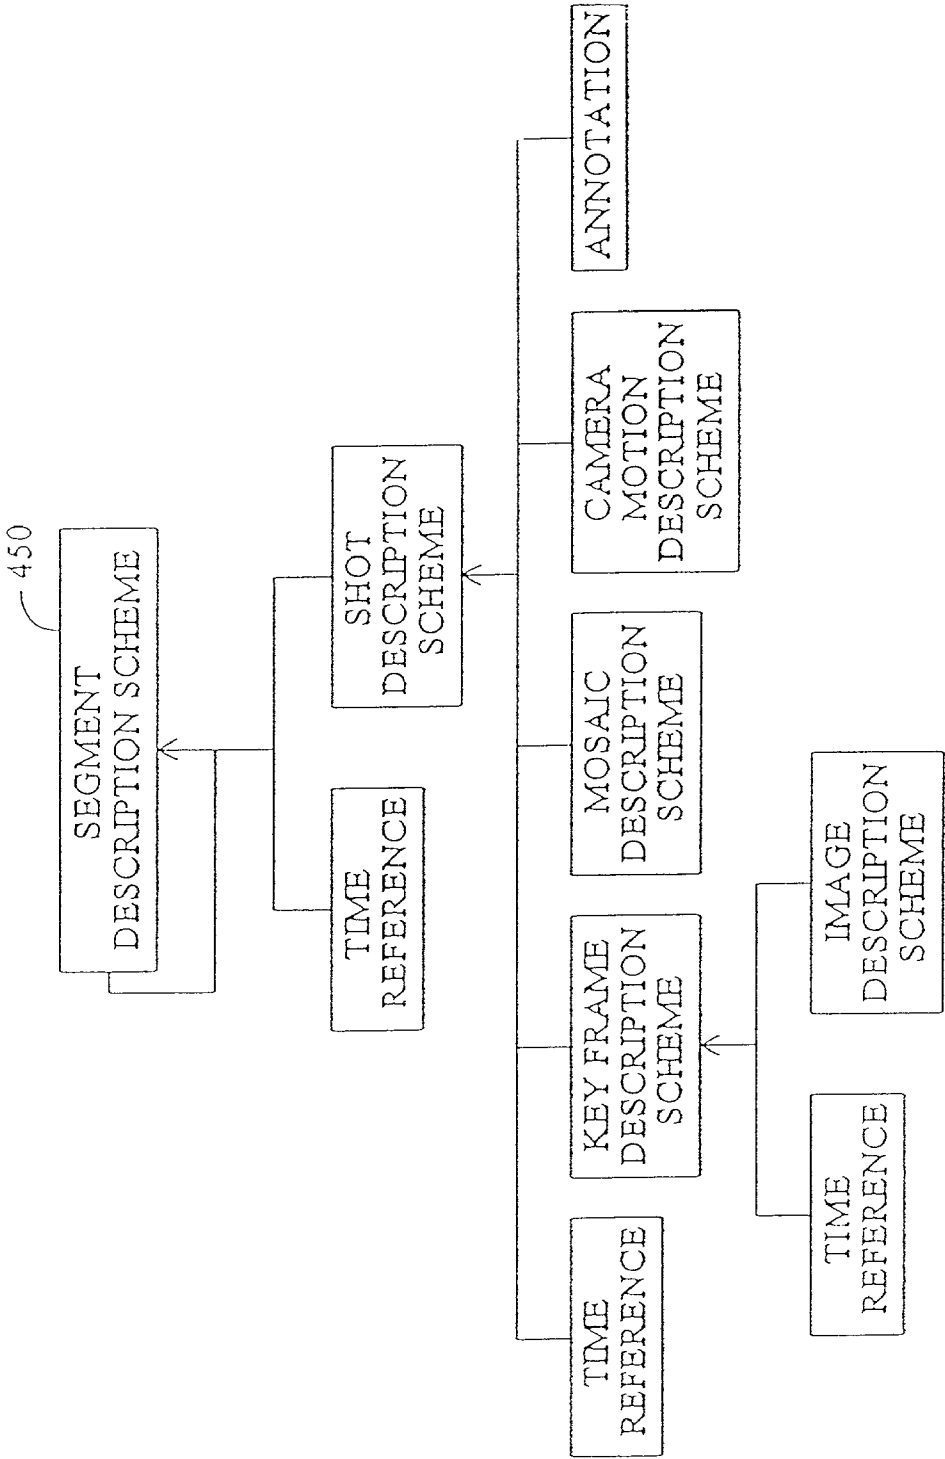 450
SEGMENT
DESCRIPTION SCHEME
TIME
REFERENCE
SHOT
DESCRIPTION
SCHEME
TIME
REFERENCE
KEY FRAME
DESCRIPTION
SCHEME
MOSAIC
DESCRIPTION
SCHEME
CAMERA
MOTION
DESCRIPTION
SCHEME
ANNOTATION
TIME
REFERENCE
IMAGE
DESCRIPTION
SCHEME